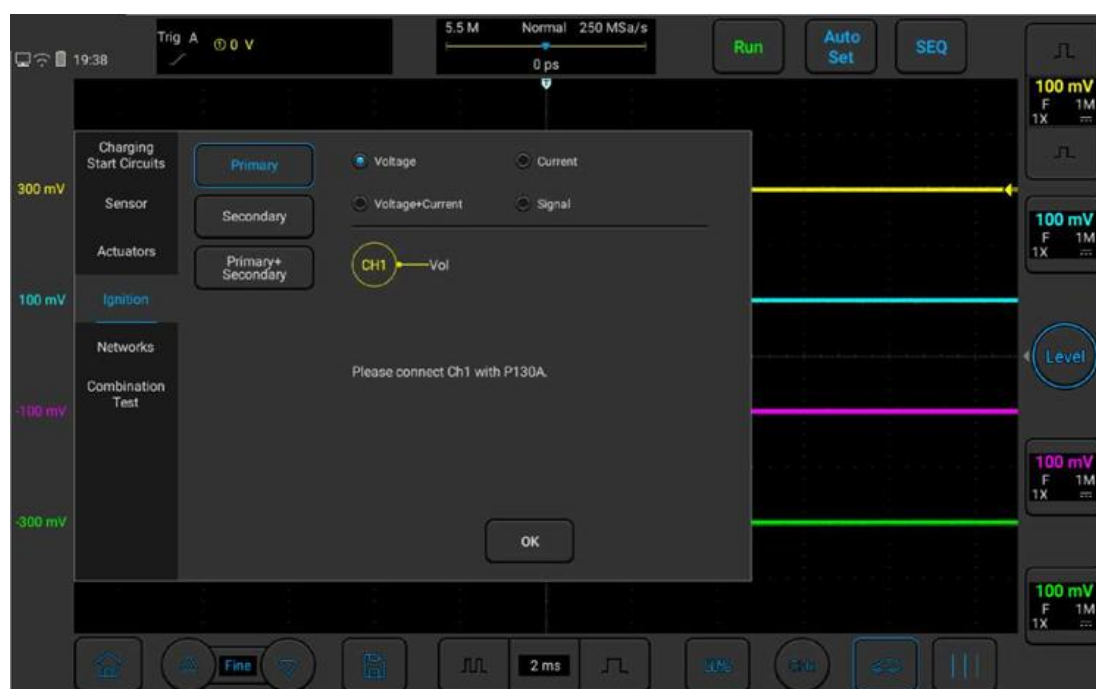 19:38
Trig A ① 0 V
5.5 M Normal 250 MSa/s
0 ps
Run
Auto
Set
SEQ
T
100 mV
F 1M
1X
300 mV
Charging
Start Circuits
Sensor
Actuators
Ignition
Networks
Combination
Test
Primary
Secondary
Primary+
Secondary
Voltage
Current
Voltage+Current
Signal
CH1
Vol
Please connect Ch1 with P130A.
OK
100 mV
-100 mV
-300 mV
100 mV
F 1M
1X
Level
100 mV
F 1M
1X
100 mV
F 1M
1X
Fine
2 ms